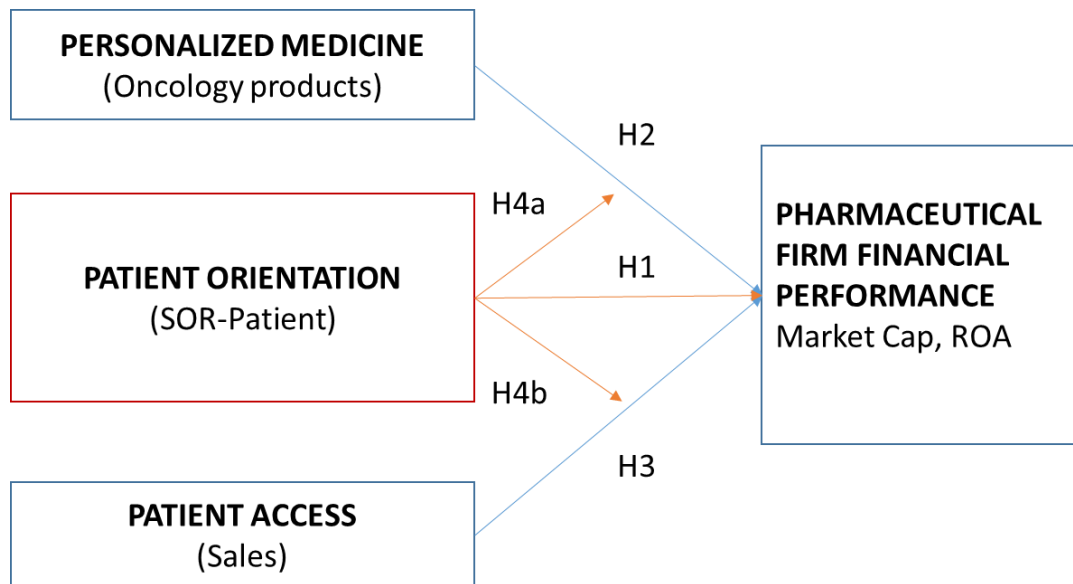 PERSONALIZED MEDICINE
(Oncology products)
H2
H4a
PATIENT ORIENTATION
(SOR-Patient)
H1
PHARMACEUTICAL
FIRM FINANCIAL
PERFORMANCE
Market Cap, ROA
H4b
H3
PATIENT ACCESS
(Sales)